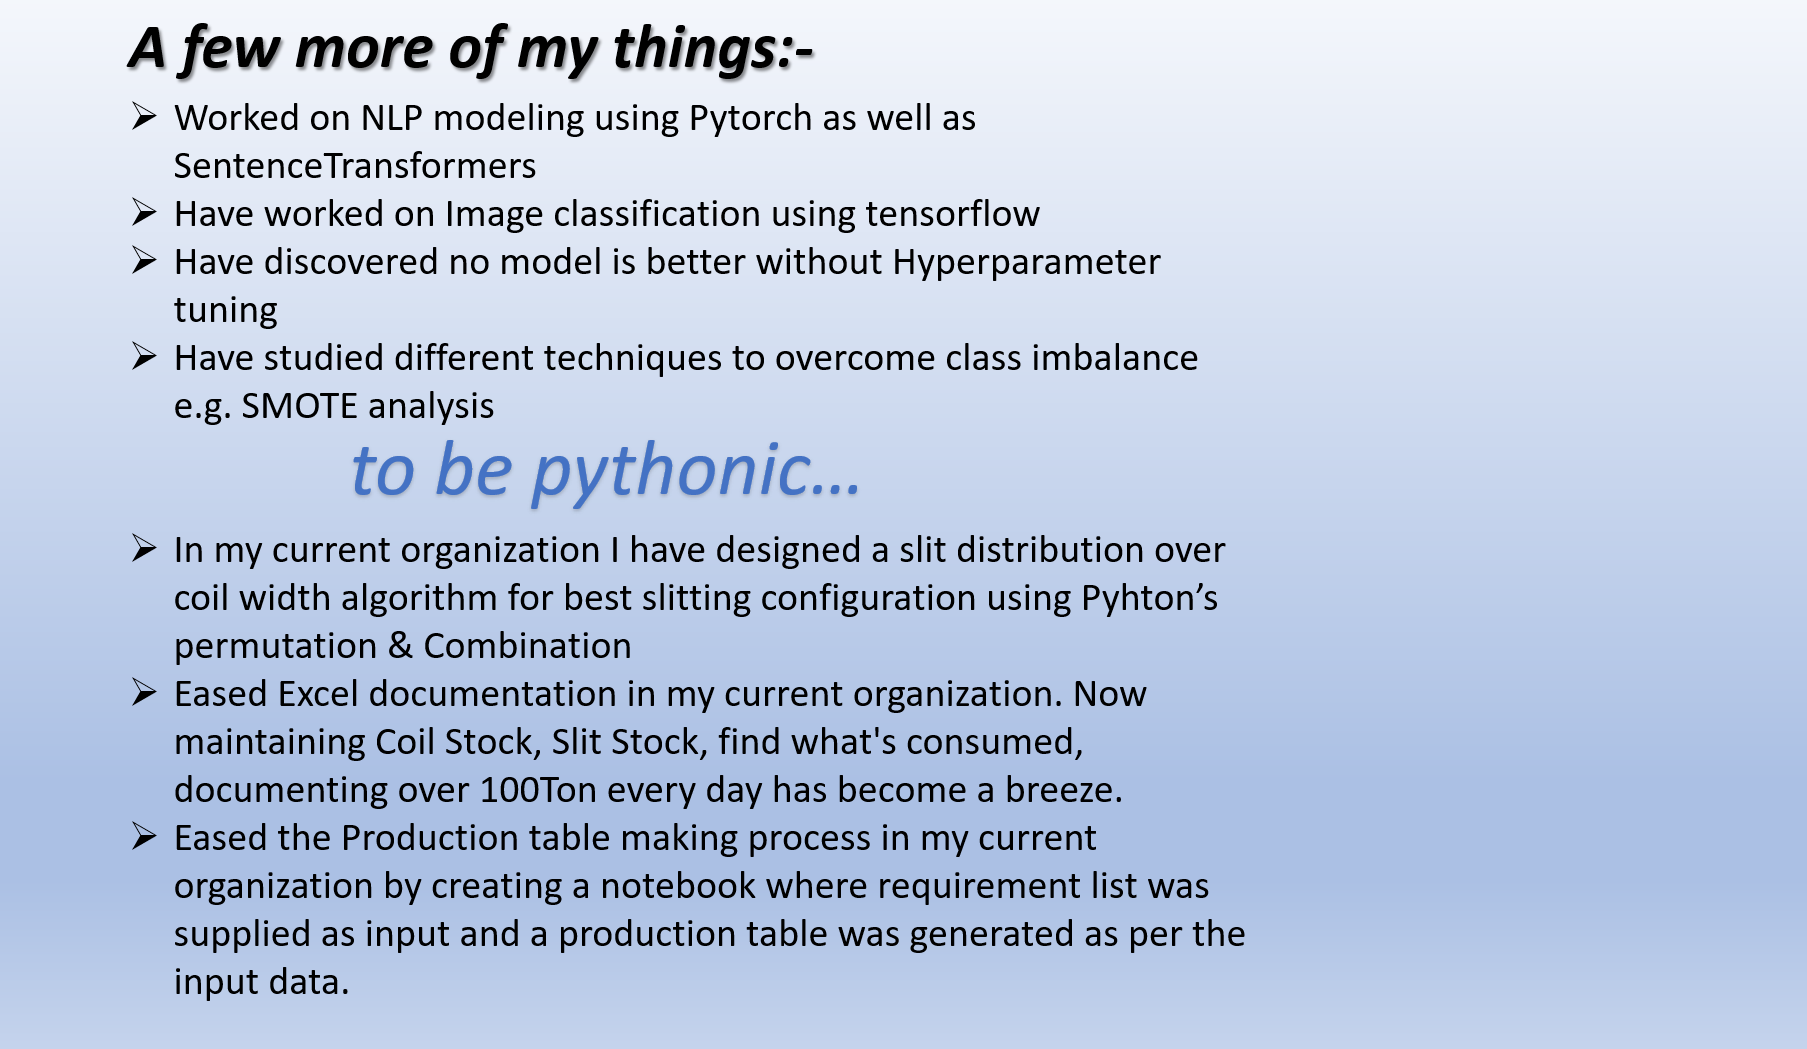 A few more of my things:-
➢ Worked on NLP modeling using Pytorch as well as
SentenceTransformers
➢ Have worked on Image classification using tensorflow
➢ Have discovered no model is better without Hyperparameter
tuning
➢ Have studied different techniques to overcome class imbalance
e.g. SMOTE analysis
to be pythonic…
➢ In my current organization I have designed a slit distribution over
coil width algorithm for best slitting configuration using Pyhton’s
permutation & Combination
➢ Eased Excel documentation in my current organization. Now
maintaining Coil Stock, Slit Stock, find what's consumed,
documenting over 100Ton every day has become a breeze.
➢ Eased the Production table making process in my current
organization by creating a notebook where requirement list was
supplied as input and a production table was generated as per the
input data.